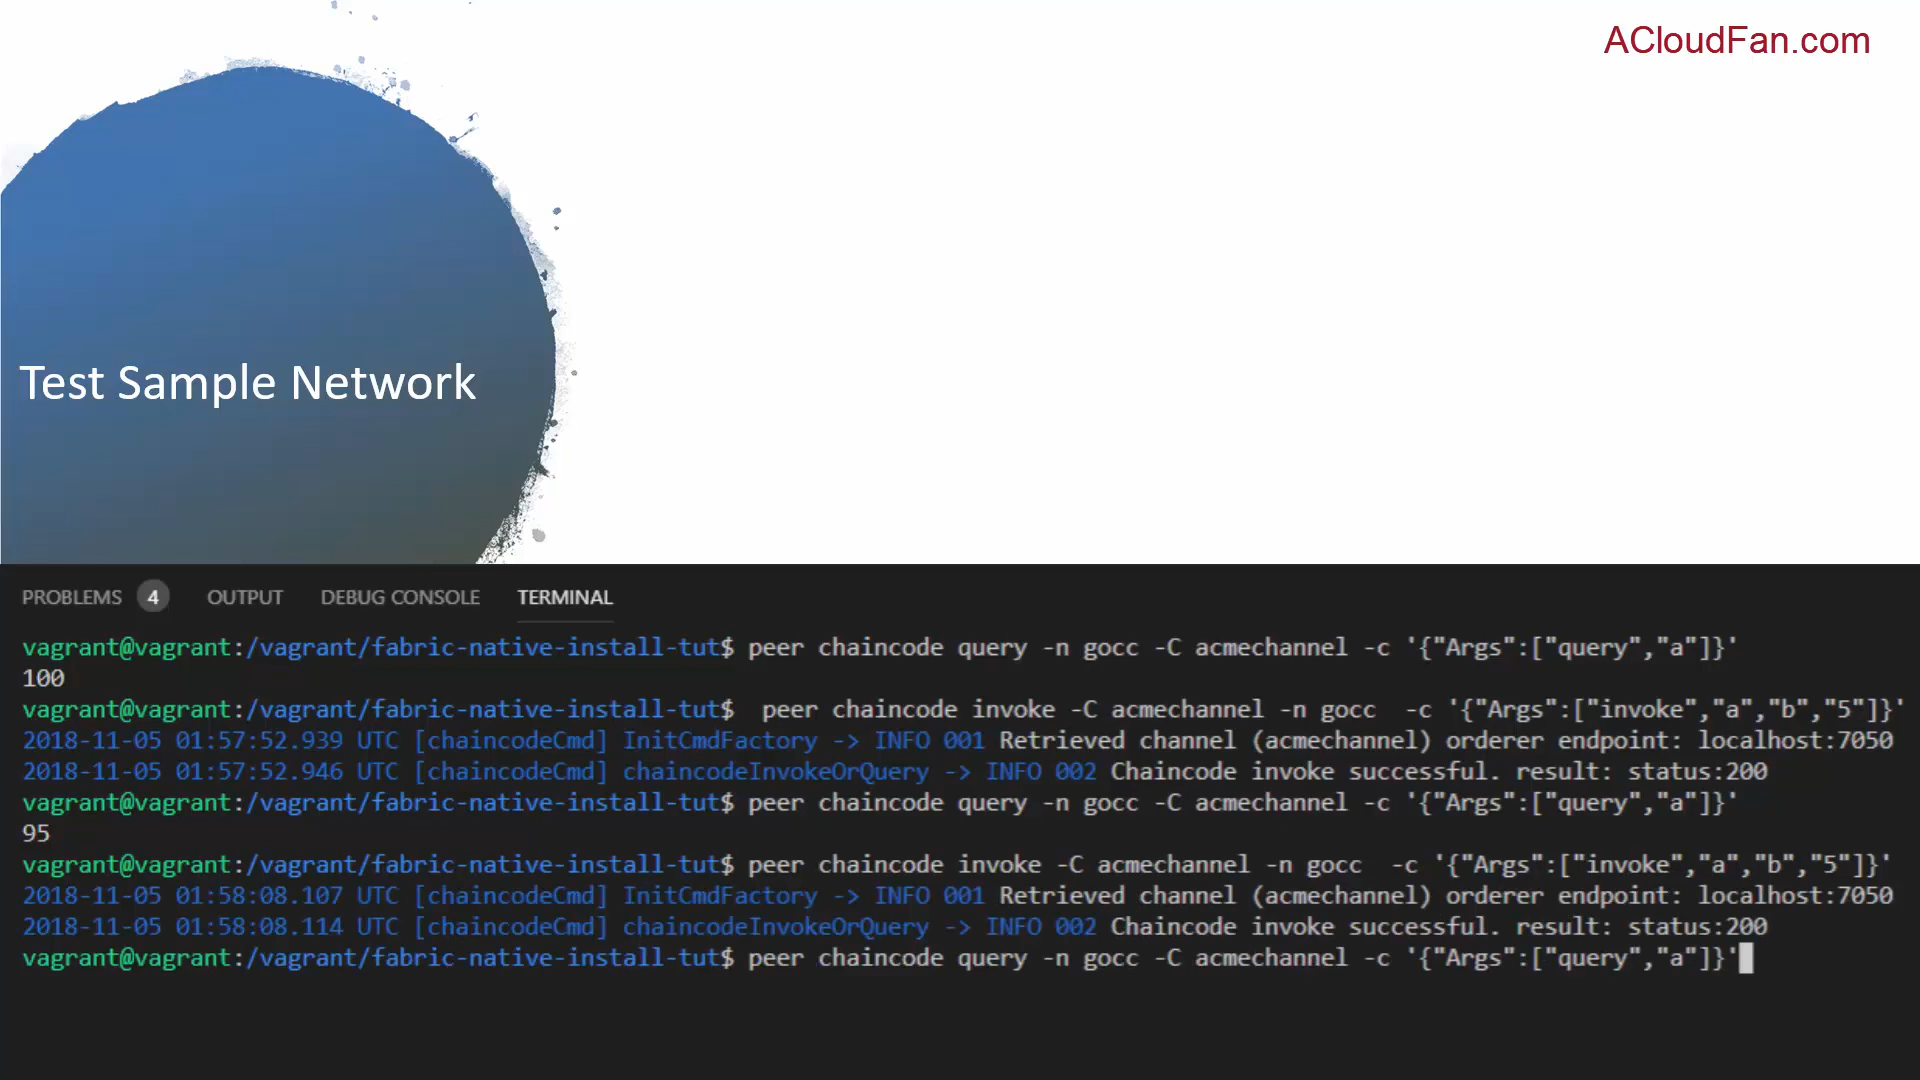 ACloudFan.com
Test Sample Network
PROBLEMS 4 OUTPUT DEBUG CONSOLE TERMINAL
vagrant@vagrant:/vagrant/fabric-native-install-tut$ peer chaincode query -n gocc -C acmechannel -c '{"Args":["query","a"]}'
100
vagrant@vagrant:/vagrant/fabric-native-install-tut$  peer chaincode invoke -C acmechannel -n gocc  -c '{"Args":["invoke","a","b","5"]}'
2018-11-05 01:57:52.939 UTC [chaincodeCmd] InitCmdFactory -> INFO 001 Retrieved channel (acmechannel) orderer endpoint: localhost:7050
2018-11-05 01:57:52.946 UTC [chaincodeCmd] chaincodeInvokeOrQuery -> INFO 002 Chaincode invoke successful. result: status:200
vagrant@vagrant:/vagrant/fabric-native-install-tut$ peer chaincode query -n gocc -C acmechannel -c '{"Args":["query","a"]}'
95
vagrant@vagrant:/vagrant/fabric-native-install-tut$ peer chaincode invoke -C acmechannel -n gocc  -c '{"Args":["invoke","a","b","5"]}'
2018-11-05 01:58:08.107 UTC [chaincodeCmd] InitCmdFactory -> INFO 001 Retrieved channel (acmechannel) orderer endpoint: localhost:7050
2018-11-05 01:58:08.114 UTC [chaincodeCmd] chaincodeInvokeOrQuery -> INFO 002 Chaincode invoke successful. result: status:200
vagrant@vagrant:/vagrant/fabric-native-install-tut$ peer chaincode query -n gocc -C acmechannel -c '{"Args":["query","a"]}'